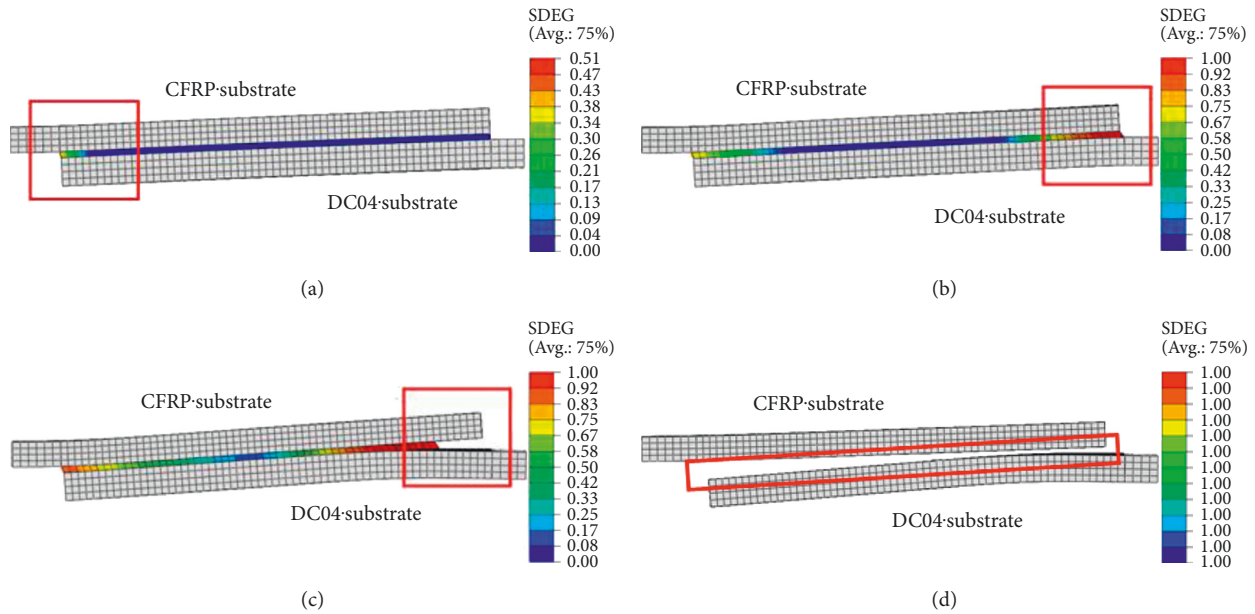 SDEG
(Avg.: 75%)
0.51
0.47
0.43
0.38
0.34
0.30
0.26
0.21
0.17
0.13
0.09
0.04
0.00
CFRP·substrate
DC04·substrate
(a)
SDEG
(Avg.: 75%)
1.00
0.92
0.83
0.75
0.67
0.58
0.50
0.42
0.33
0.25
0.17
0.08
0.00
CFRP·substrate
DC04·substrate
(b)
SDEG
(Avg.: 75%)
1.00
0.92
0.83
0.75
0.67
0.58
0.50
0.42
0.33
0.25
0.17
0.08
0.00
CFRP·substrate
DC04·substrate
(c)
SDEG
(Avg.: 75%)
1.00
1.00
1.00
1.00
1.00
1.00
1.00
1.00
1.00
1.00
1.00
1.00
1.00
CFRP·substrate
DC04·substrate
(d)